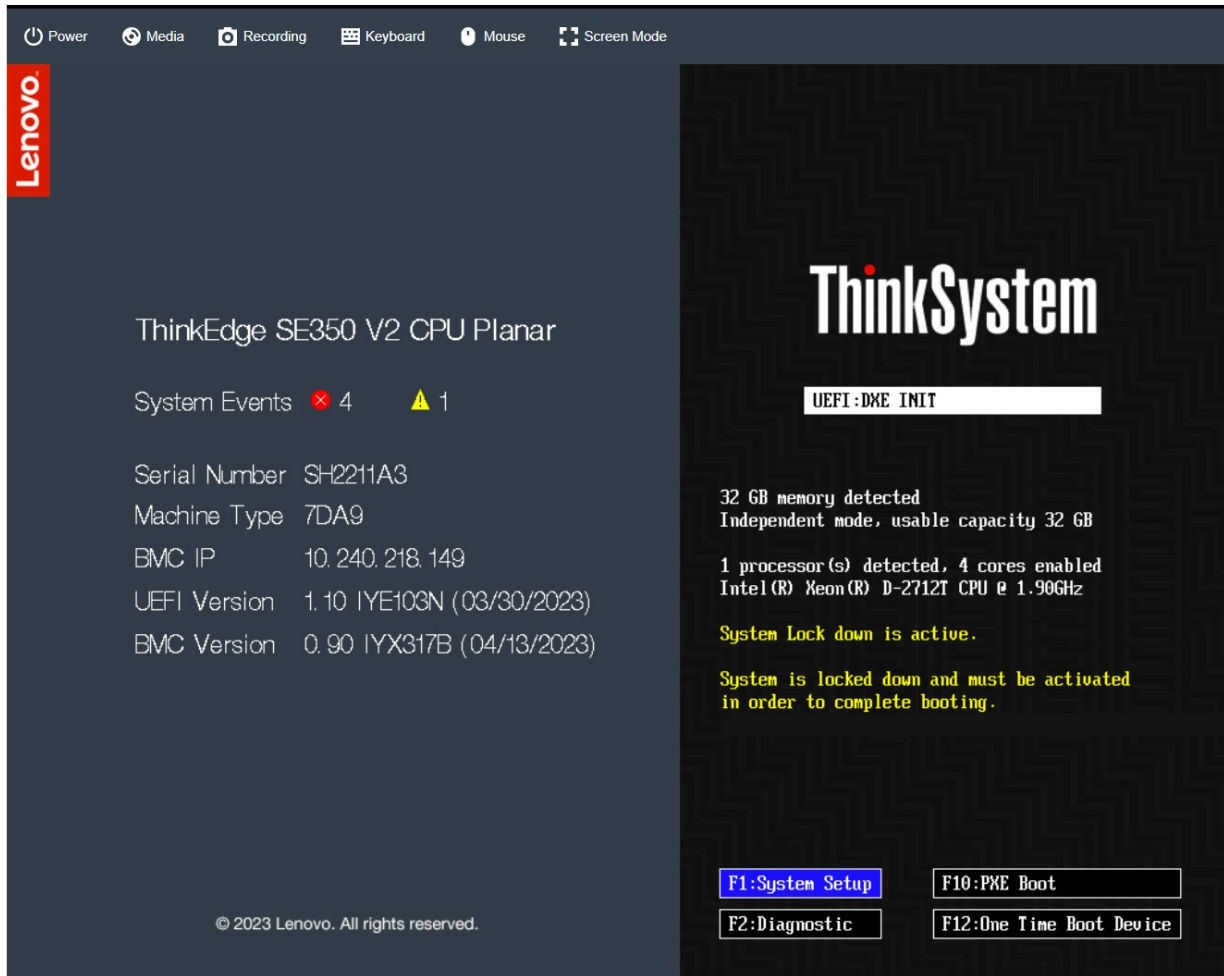 Power Media Recording Keyboard Mouse Screen Mode
Lenovo.
ThinkEdge SE350 V2 CPU Planar
System Events 4 1
Serial Number SH2211A3
Machine Type 7DA9
BMC IP 10.240.218.149
UEFI Version 1.10 IYE103N (03/30/2023)
BMC Version 0.90 IYX317B (04/13/2023)
© 2023 Lenovo. All rights reserved.
ThinkSystem
UEFI:DXE INIT
32 GB memory detected
Independent mode, usable capacity 32 GB
1 processor(s) detected, 4 cores enabled
Intel(R) Xeon(R) D-2712T CPU @ 1.90GHz
System Lock down is active.
System is locked down and must be activated
in order to complete booting.
F1:System Setup F10:PXE Boot
F2:Diagnostic F12:One Time Boot Device